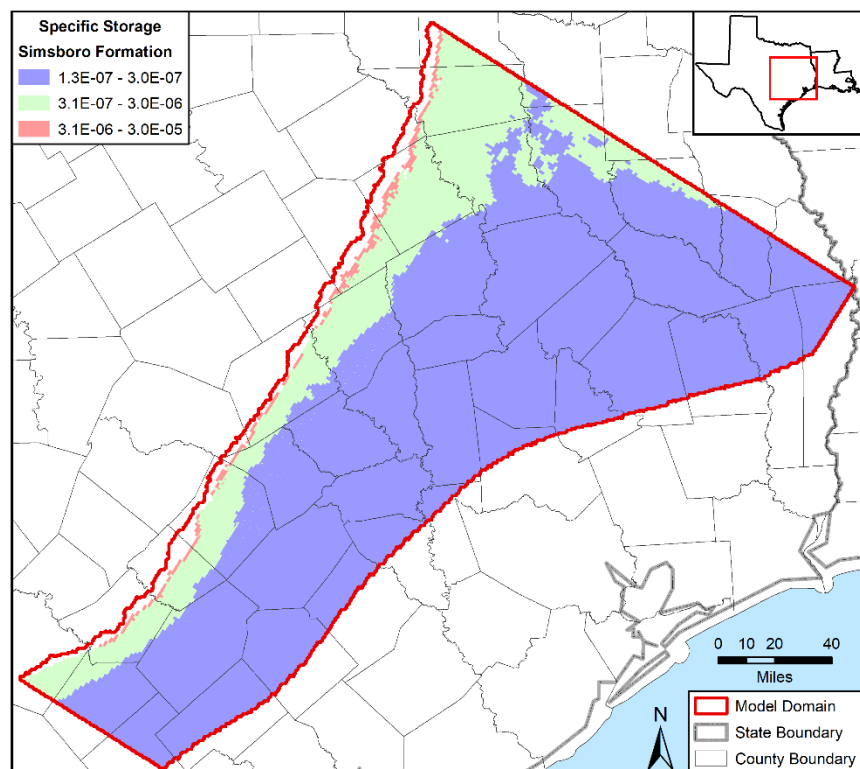 Specific Storage
Simsboro Formation
1.3E-07 - 3.0E-07
3.1E-07 - 3.0E-06
3.1E-06 - 3.0E-05
0 10 20 40
Miles
N
Model Domain
State Boundary
County Boundary